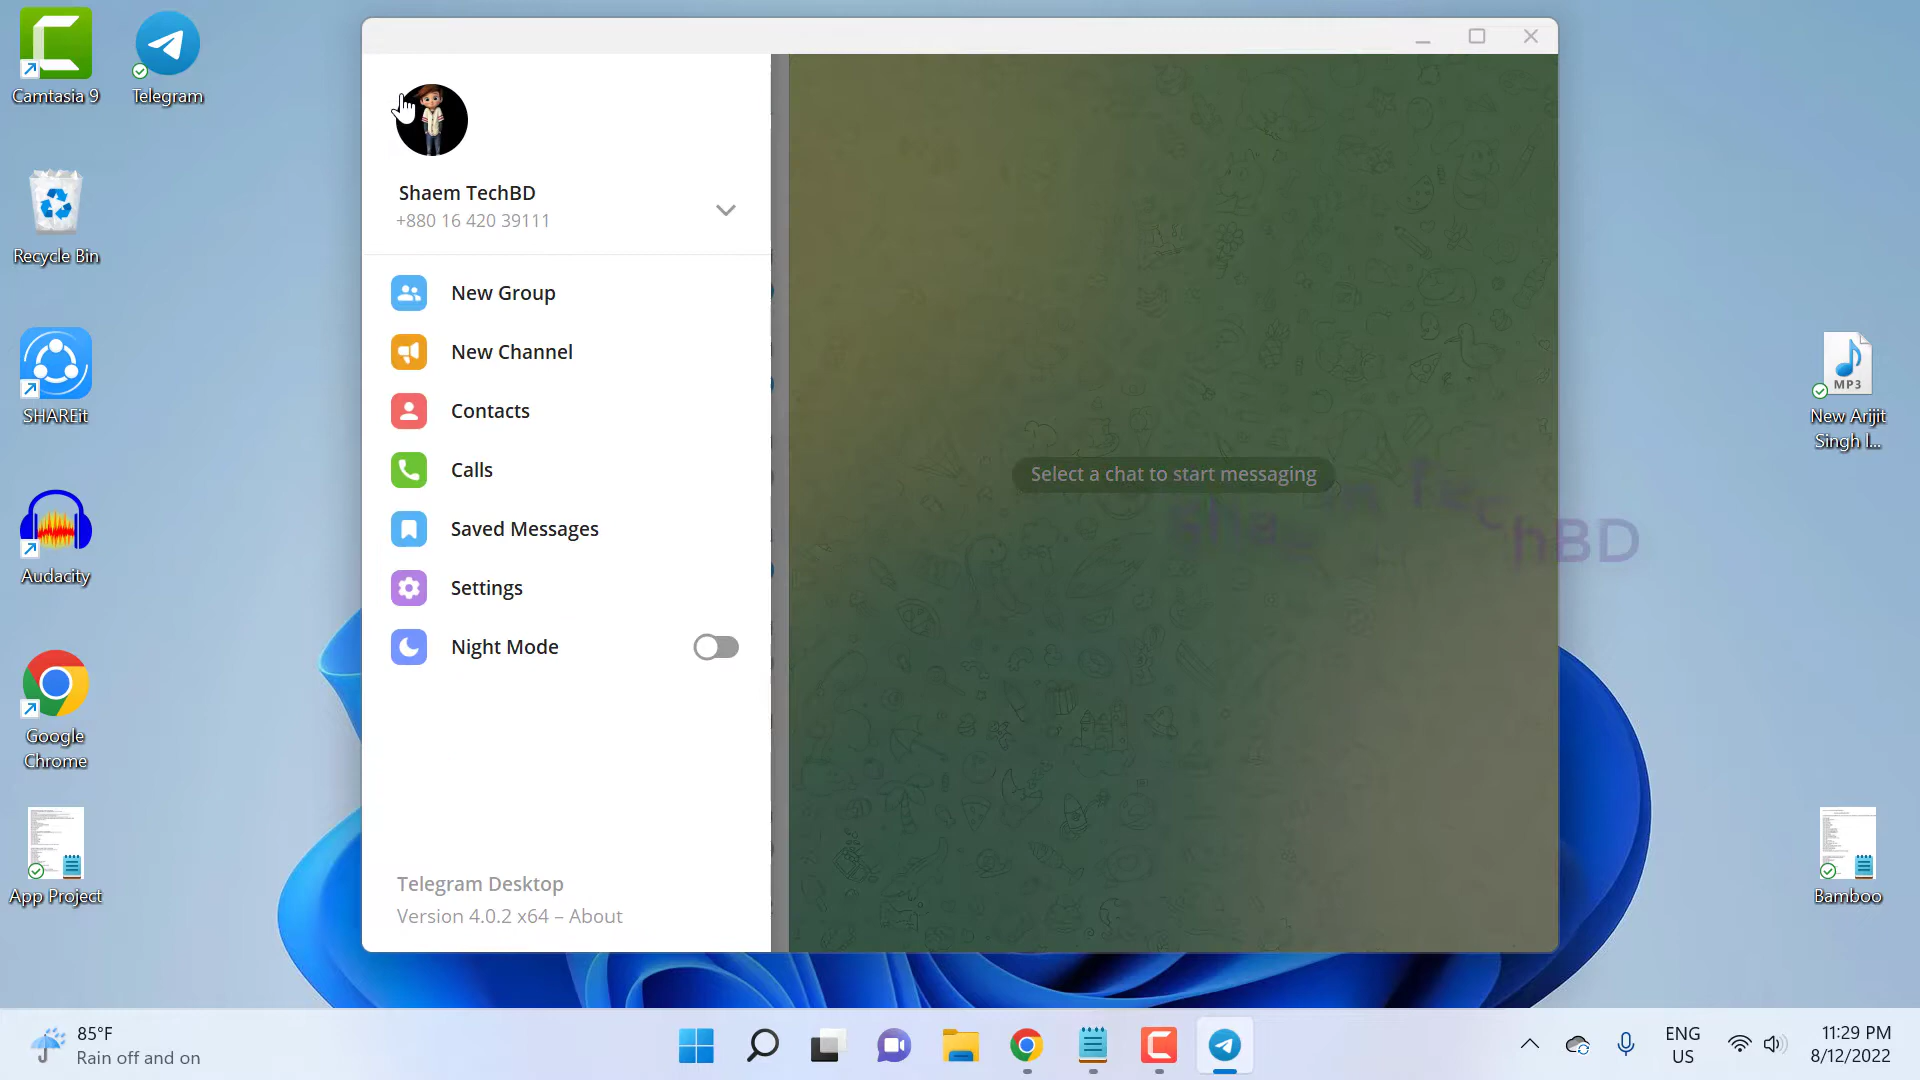 Camtasia 9
Telegram
Recycle Bin
SHAREit
Audacity
Google
Chrome
App Project
Shaem TechBD
+880 16 420 39111
New Group
New Channel
Contacts
Calls
Saved Messages
Settings
Night Mode
Telegram Desktop
Version 4.0.2 x64 – About
Select a chat to start messaging
Shaem TechBD
MP3
New Arijit
Singh I...
Bamboo
85°F
Rain off and on
ENG
US
11:29 PM
8/12/2022